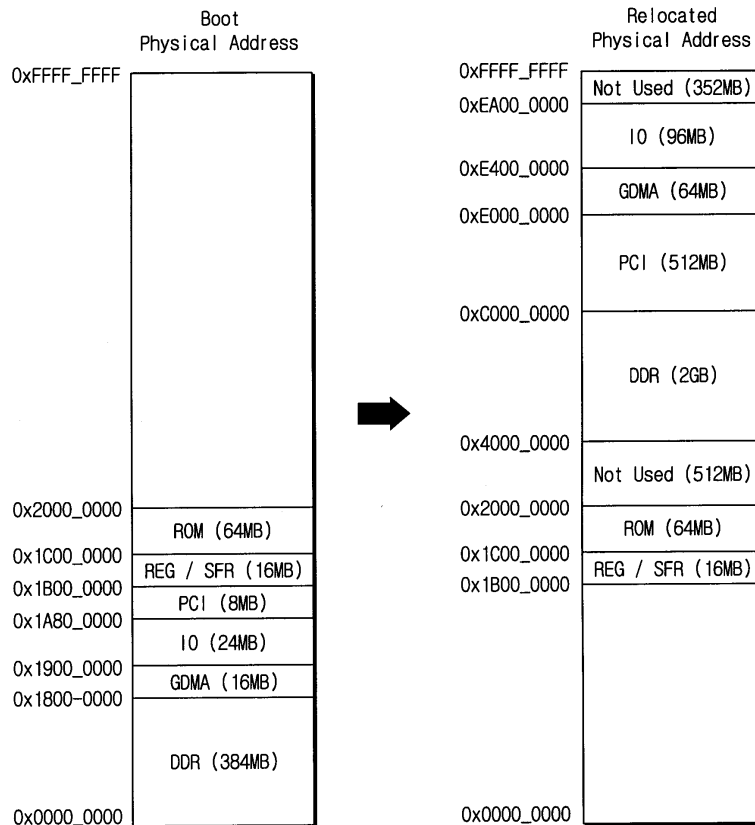 Boot
Physical Address
0xFFFF_FFFF
0x2000_0000
ROM (64MB)
0x1C00_0000
REG / SFR (16MB)
0x1B00_0000
PCI (8MB)
0x1A80_0000
IO (24MB)
0x1900_0000
GDMA (16MB)
0x1800-0000
DDR (384MB)
0x0000_0000
Relocated
Physical Address
0xFFFF_FFFF
Not Used (352MB)
0xEA00_0000
IO (96MB)
0xE400_0000
GDMA (64MB)
0xE000_0000
PCI (512MB)
0xC000_0000
DDR (2GB)
0x4000_0000
Not Used (512MB)
0x2000_0000
ROM (64MB)
0x1C00_0000
REG / SFR (16MB)
0x1B00_0000
0x0000_0000